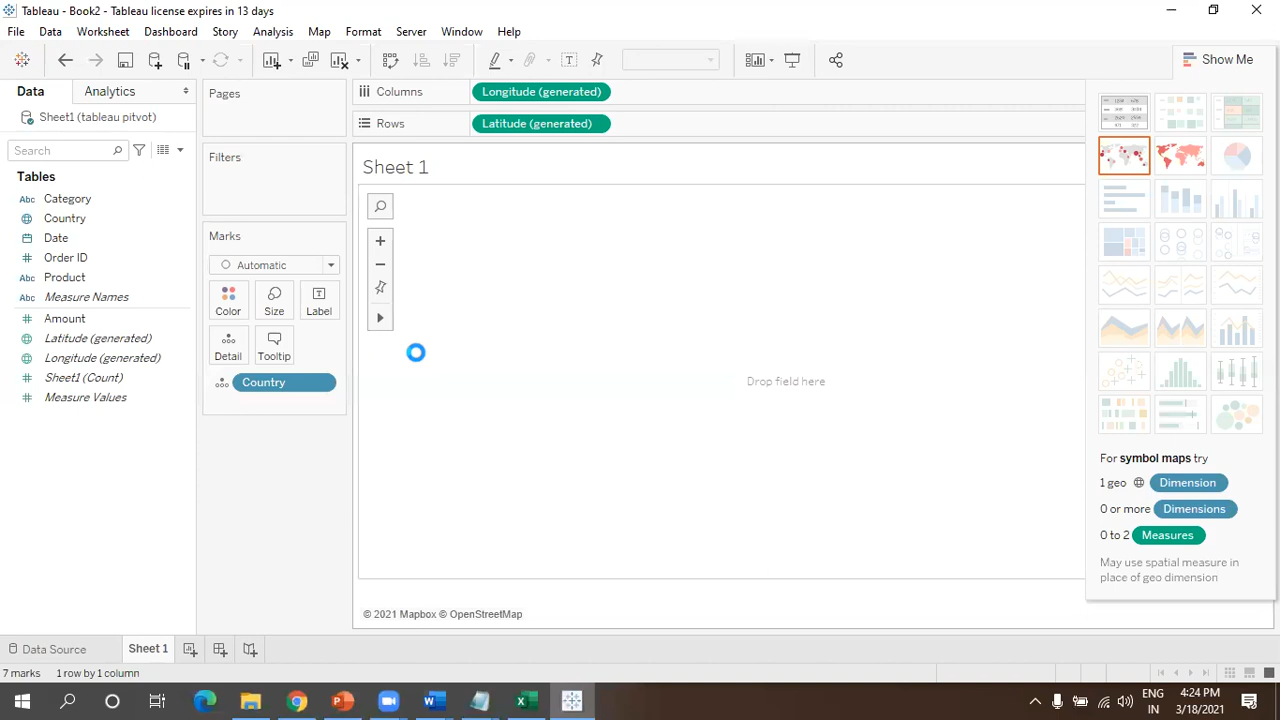 Tableau - Book2 - Tableau license expires in 13 days
File Data Worksheet Dashboard Story Analysis Map Format Server Window Help
Show Me
Data Analytics
Sheet1 (tableau pitvot)
Search
Tables
Abc Category
Country
Date
Order ID
Abc Product
Abc Measure Names
Amount
Latitude (generated)
Longitude (generated)
Sheet1 (Count)
Measure Values
Pages
Filters
Marks
Automatic
Color Size Label
Detail Tooltip
Country
Columns Longitude (generated)
Rows Latitude (generated)
Sheet 1
Drop field here
© 2021 Mapbox © OpenStreetMap
For symbol maps try
1 geo Dimension
0 or more Dimensions
0 to 2 Measures
May use spatial measure in
place of geo dimension
Data Source Sheet 1
7 marks 1 row by 1 column
ENG
IN
4:24 PM
3/18/2021